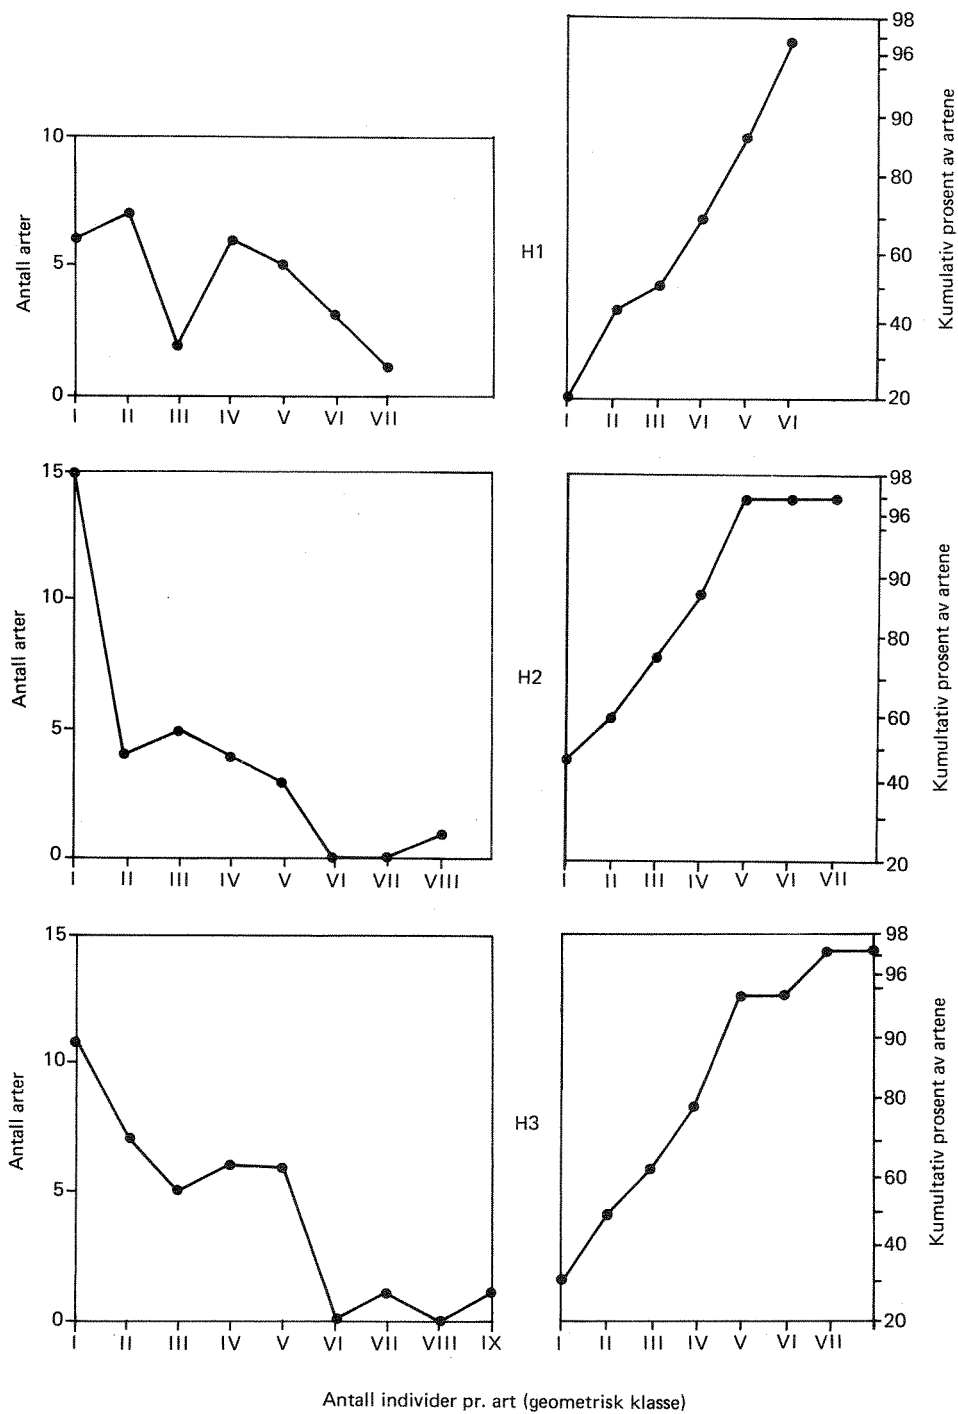 10
5
0
Antall arter
I II III IV V VI VII
H1
98
96
90
80
60
40
20
Kumulativ prosent av artene
I II III VI V VI
15
10
5
0
Antall arter
I II III IV V VI VII VIII
H2
98
96
90
80
60
40
20
Kumultativ prosent av artene
I II III IV V VI VII
15
10
5
0
Antall arter
I II III IV V VI VII VIII IX
H3
98
96
90
80
60
40
20
Kumultativ prosent av artene
I II III IV V VI VII
Antall individer pr. art (geometrisk klasse)